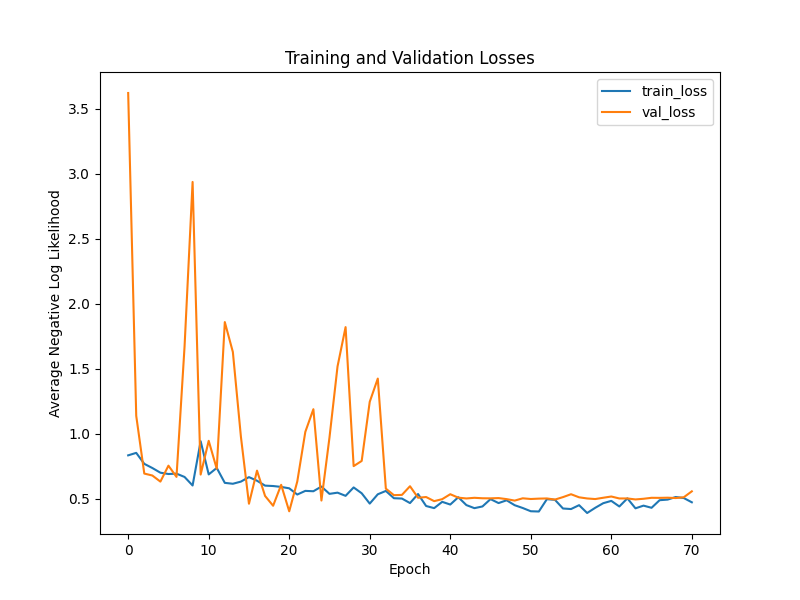 Training and Validation Losses
train_loss
val_loss
Average Negative Log Likelihood
3.5
3.0
2.5
2.0
1.5
1.0
0.5
0 10 20 30 40 50 60 70
Epoch